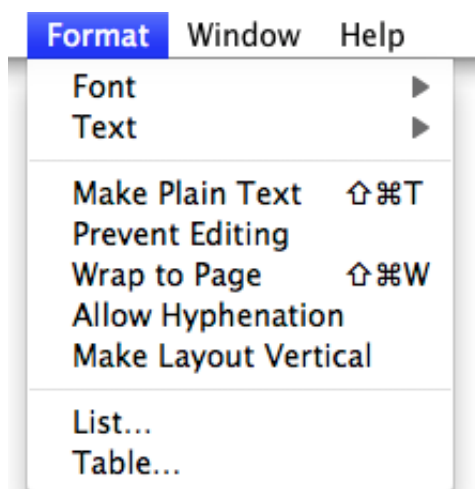 Format Window Help
Font ▶
Text ▶
Make Plain Text ⇧⌘T
Prevent Editing
Wrap to Page ⇧⌘W
Allow Hyphenation
Make Layout Vertical
List...
Table...